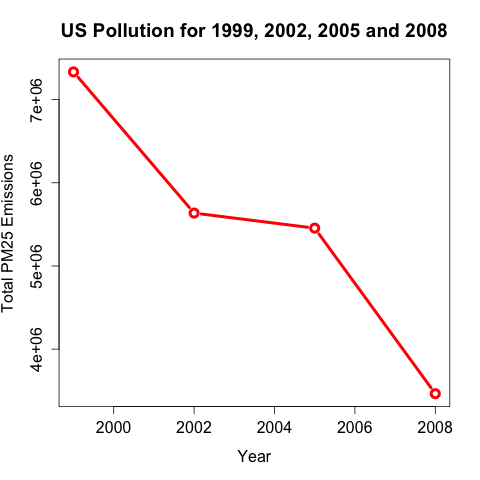 US Pollution for 1999, 2002, 2005 and 2008
Total PM25 Emissions
7e+06
6e+06
5e+06
4e+06
2000 2002 2004 2006 2008
Year